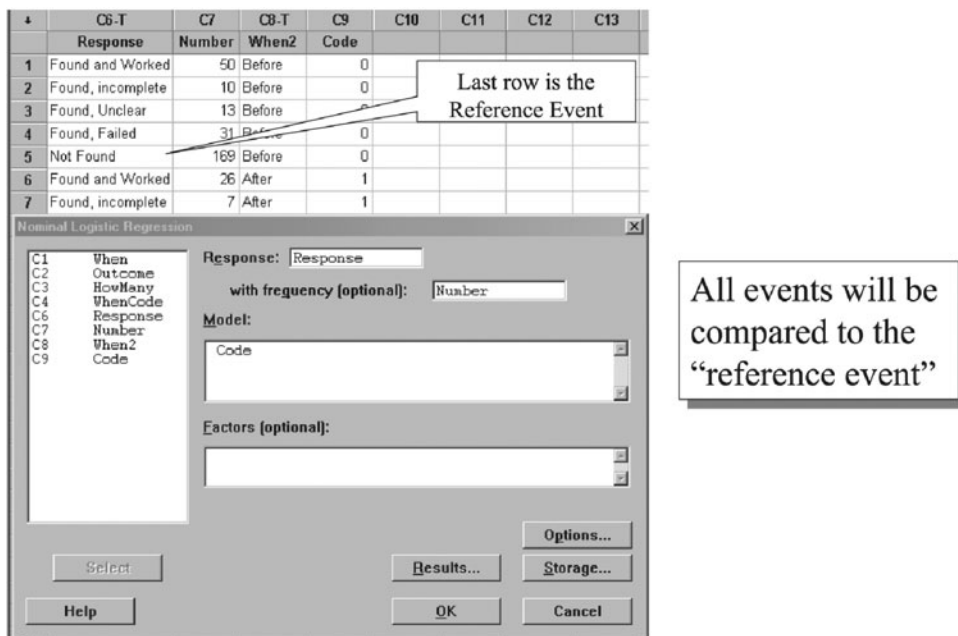 ↓ C6-T C7 C8-T C9 C10 C11 C12 C13
Response Number When2 Code
1 Found and Worked 50 Before 0
2 Found, incomplete 10 Before 0
3 Found, Unclear 13 Before
4 Found, Failed 31 0
5 Not Found 169 Before 0
6 Found and Worked 26 After 1
7 Found, incomplete 7 After 1
Last row is the
Reference Event
Nominal Logistic Regression
C1 When
C2 Outcome
C3 HowMany
C4 WhenCode
C6 Response
C7 Number
C8 When2
C9 Code
Response: Response
with frequency (optional): Number
Model:
Code
Factors (optional):
Options...
Select
Results...
Storage...
Help
OK
Cancel
All events will be
compared to the
“reference event”